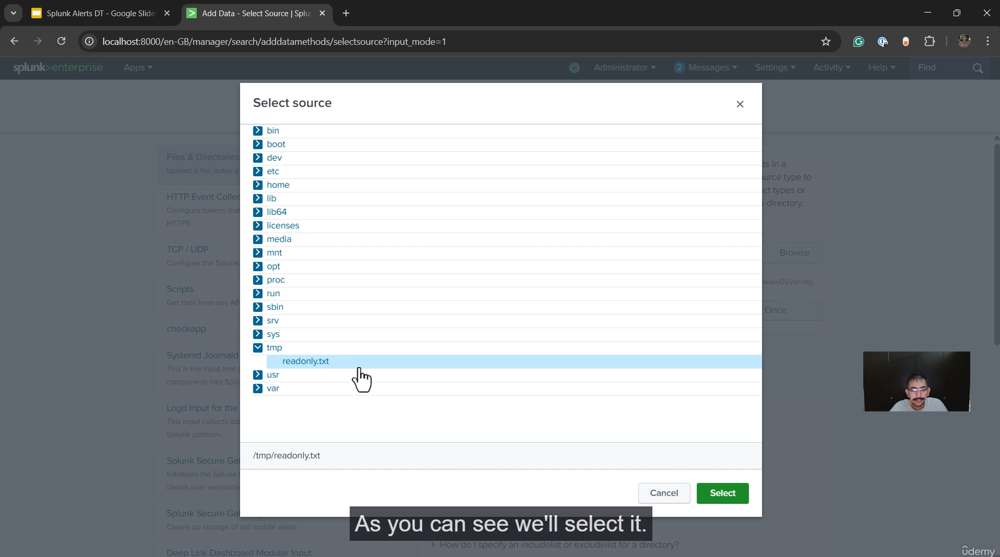 Splunk Alerts DT - Google Slide
Add Data - Select Source | Splu
localhost:8000/en-GB/manager/search/adddatamethods/selectsource?input_mode=1
splunk>enterprise
Apps
Administrator
2 Messages
Settings
Activity
Help
Find
Select source
bin
boot
dev
etc
home
lib
lib64
licenses
media
mnt
opt
proc
run
sbin
srv
sys
tmp
readonly.txt
usr
var
/tmp/readonly.txt
Cancel
Select
Files & Directories
Upload a file, index a
HTTP Event Collec
Configure tokens that
HTTPS.
TCP / UDP
Configure the Splunk
Scripts
Get data from any AP
checkapp
Systemd Journald
This is the input that g
component) into Splu
Logd Input for the
This input collects da
Splunk platform.
Splunk Secure Gat
Initializes the Splunk S
clients over websocke
Splunk Secure Gat
Cleans up storage of old mobile alerts
Deep Link Dashboard Modular Input
ts in a
urce type to
ct types or
directory,
Browse
www01/var/log.
Once
As you can see we'll select it.
> How do I specify an includelist or excludelist for a directory?
ûdemy